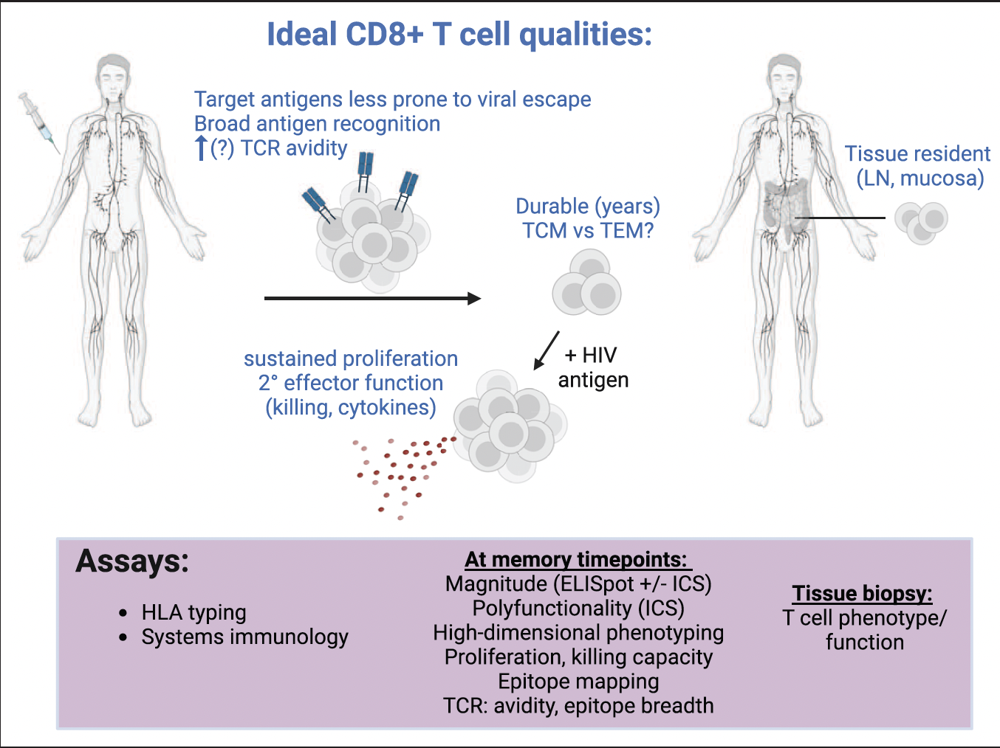 Ideal CD8+ T cell qualities:
Target antigens less prone to viral escape
Broad antigen recognition
↑(?) TCR avidity
Tissue resident
(LN, mucosa)
Durable (years)
TCM vs TEM?
+ HIV
antigen
sustained proliferation
2° effector function
(killing, cytokines)
Assays:
• HLA typing
• Systems immunology
At memory timepoints:
Magnitude (ELISpot +/- ICS)
Polyfunctionality (ICS)
High-dimensional phenotyping
Proliferation, killing capacity
Epitope mapping
TCR: avidity, epitope breadth
Tissue biopsy:
T cell phenotype/
function